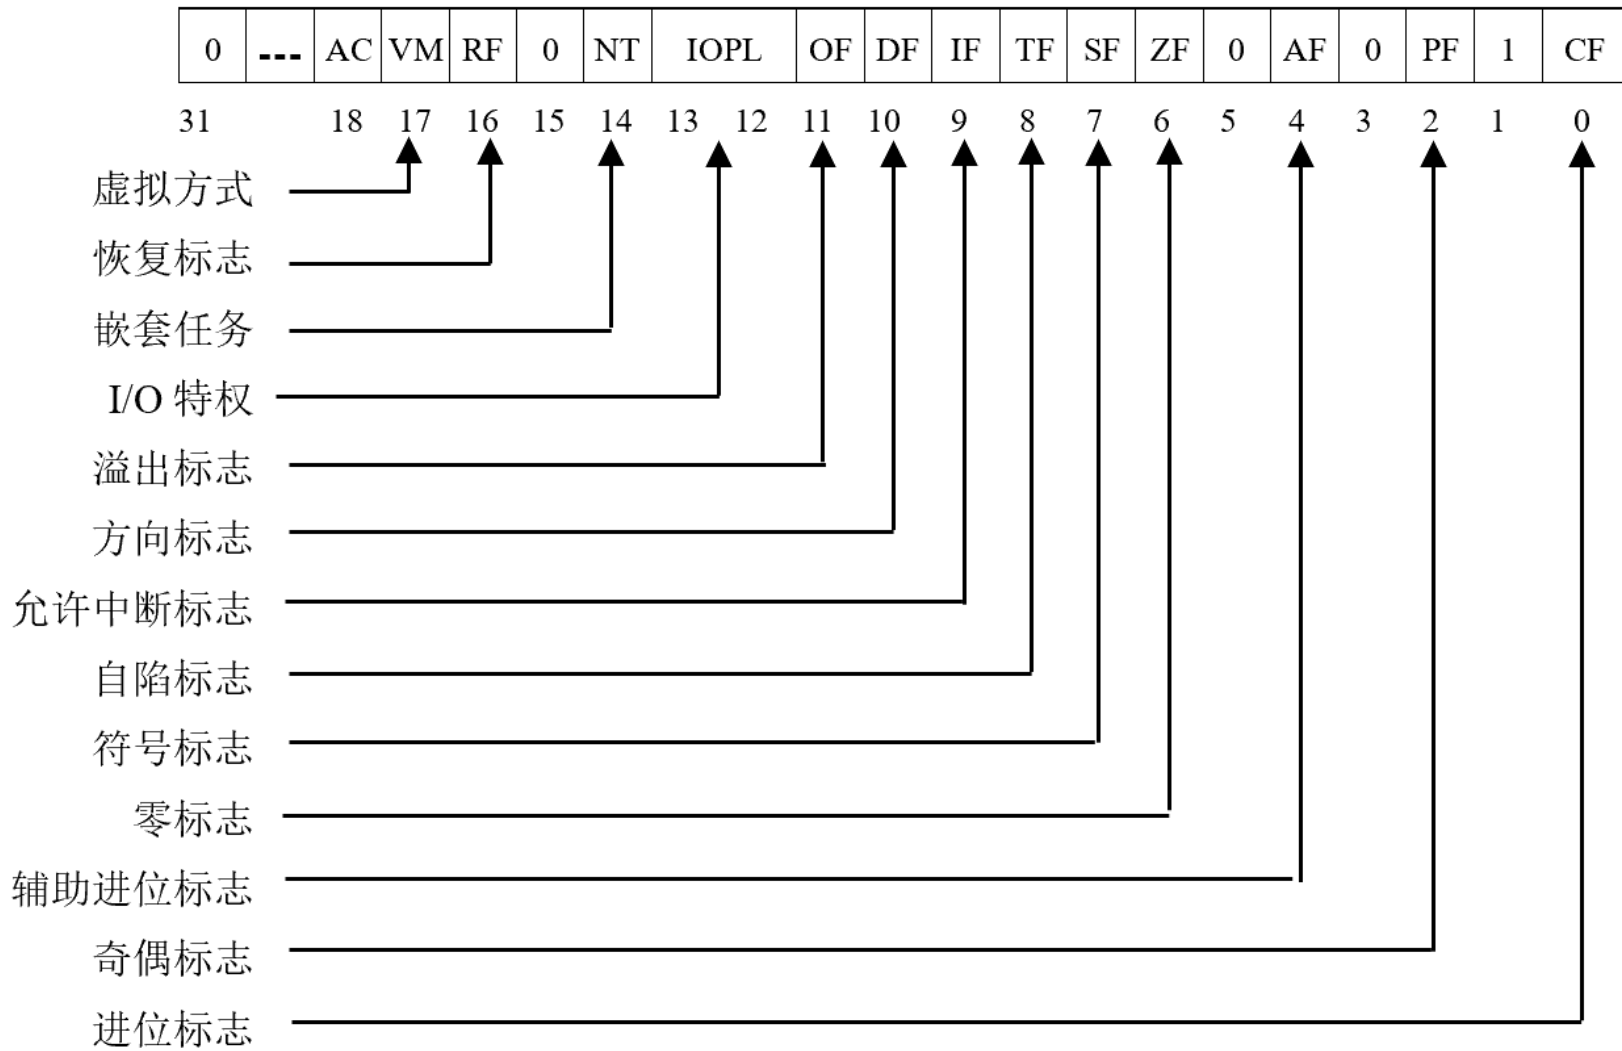 0 --- AC VM RF 0 NT IOPL OF DF IF TF SF ZF 0 AF 0 PF 1 CF
31 18 17 16 15 14 13 12 11 10 9 8 7 6 5 4 3 2 1 0
虚拟方式
恢复标志
嵌套任务
I/O 特权
溢出标志
方向标志
允许中断标志
自陷标志
符号标志
零标志
辅助进位标志
奇偶标志
进位标志